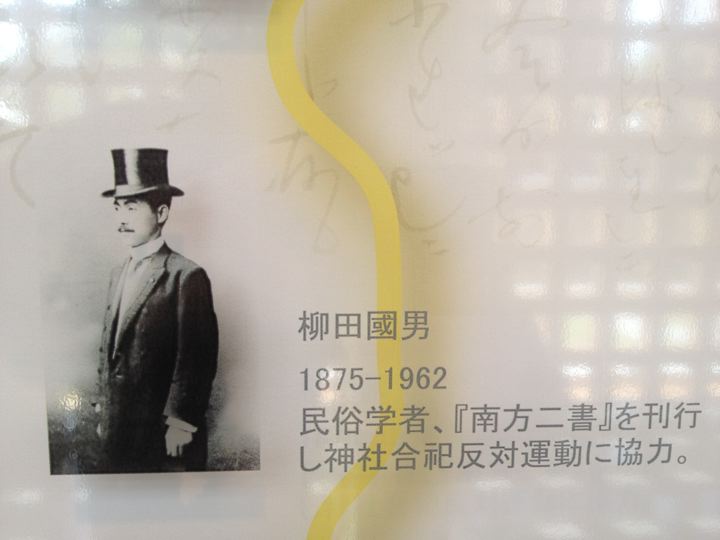 柳田國男
1875-1962
民俗学者、『南方二書』を刊行
し神社合祀反対運動に協力。